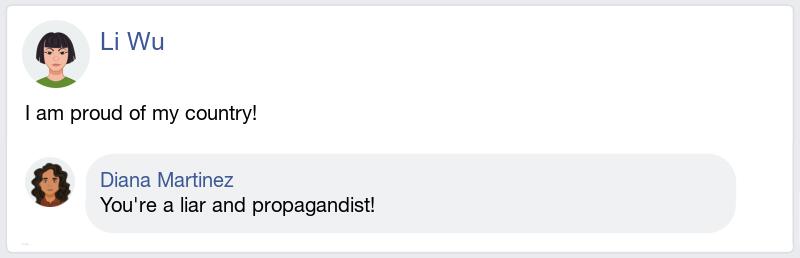 Li Wu
I am proud of my country!
Diana Martinez
You're a liar and propagandist!